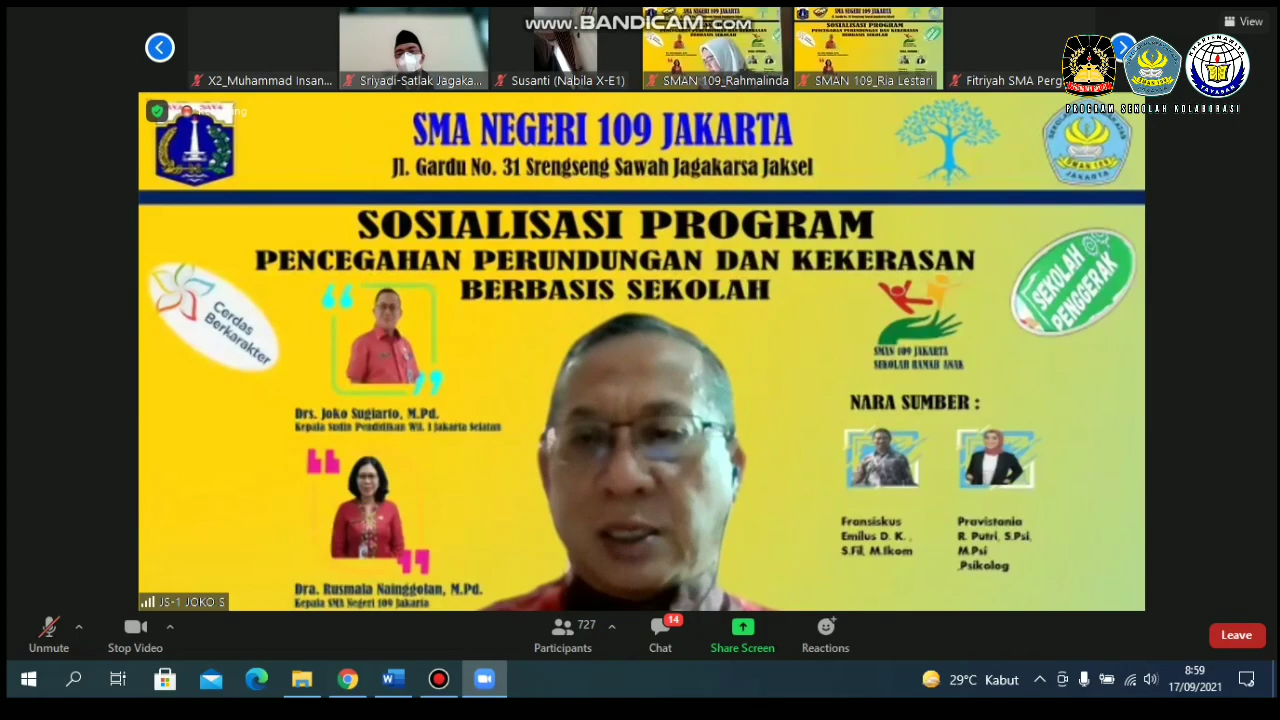 www.BANDICAM.com
View
X2_Muhammad Insan...
Sriyadi-Satlak Jagaka...
Susanti (Nabila X-E1)
SMAN 109_Rahmalinda
SMAN 109_Ria Lestari
Fitriyah SMA Perg
PROGRAM SEKOLAH KOLABORASI
SMA NEGERI 109 JAKARTA
Jl. Gardu No. 31 Srengseng Sawah Jagakarsa Jaksel
SMAN 109
JAKARTA
SOSIALISASI PROGRAM
PENCEGAHAN PERUNDUNGAN DAN KEKERASAN
BERBASIS SEKOLAH
Cerdas
Berkarakter
SEKOLAH
PENGGERAK
SMAN 109 JAKARTA
SEKOLAH RAMAH ANAK
Drs. Joko Sugiarto, M.Pd.
Kepala Sudin Pendidikan Wil. I Jakarta Selatan
NARA SUMBER :
Fransiskus
Emilus D. K. ,
S.Fil, M.Ikom
Pravistania
R. Putri, S.Psi,
M.Psi
,Psikolog
Dra. Rusmala Nainggolan, M.Pd.
Kepala SMA Negeri 109 Jakarta
JS-1 JOKO S
Unmute
Stop Video
727
Participants
14
Chat
Share Screen
Reactions
Leave
29°C Kabut
8:59
17/09/2021